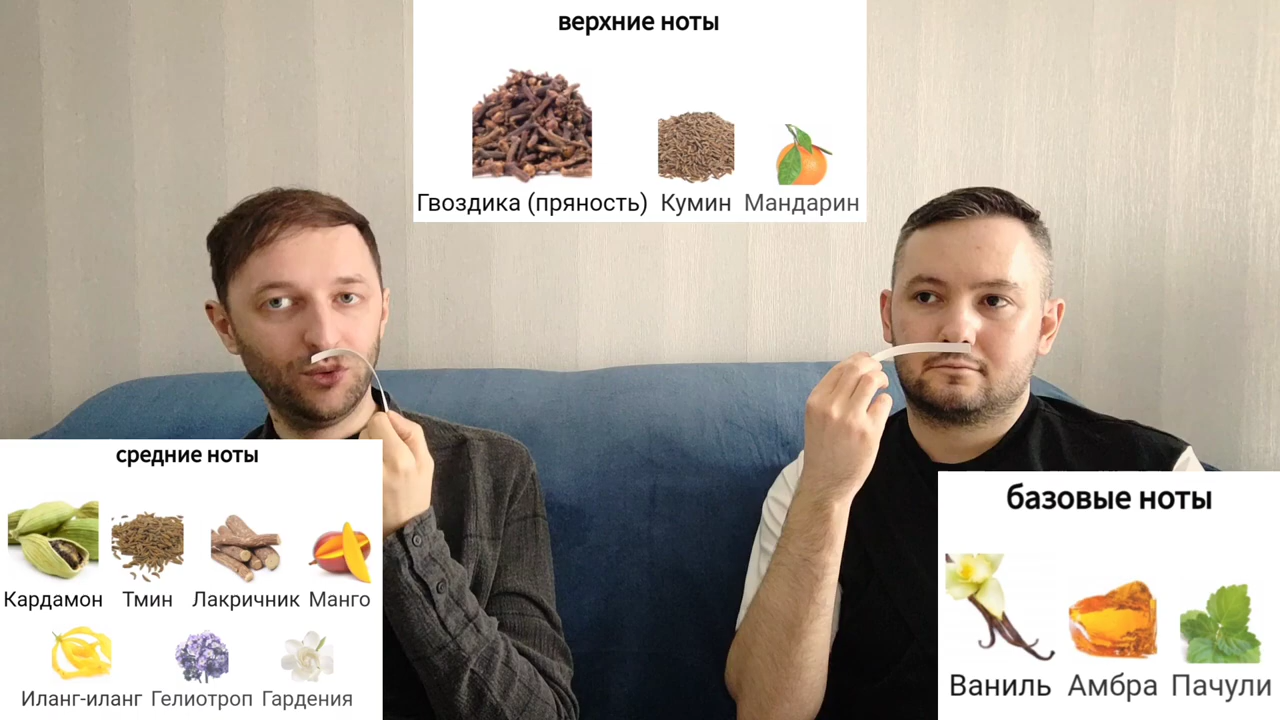 верхние ноты
Гвоздика (пряность) Кумин Мандарин
средние ноты
Кардамон Тмин Лакричник Манго
Иланг-иланг Гелиотроп Гардения
базовые ноты
Ваниль Амбра Пачули